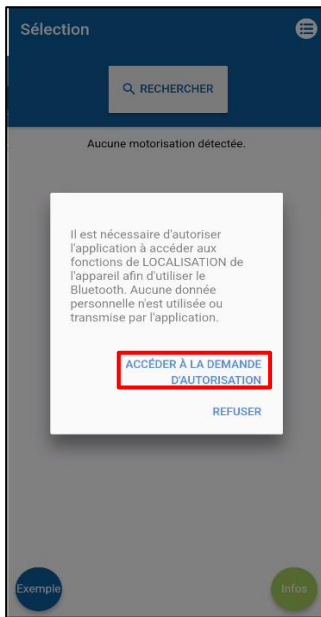 Sélection
RECHERCHER
Aucune motorisation détectée.
Il est nécessaire d'autoriser
l'application à accéder aux
fonctions de LOCALISATION de
l'appareil afin d'utiliser le
Bluetooth. Aucune donnée
personnelle n'est utilisée ou
transmise par l'application.
ACCÉDER À LA DEMANDE
D'AUTORISATION
REFUSER
Exemple
Infos